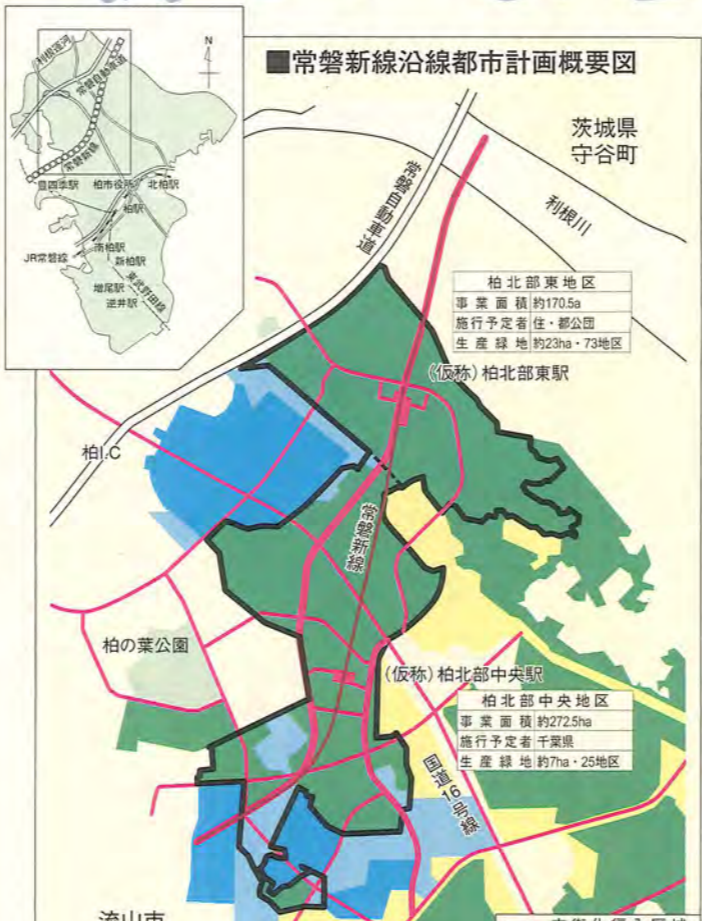 ■常磐新線沿線都市計画概要図
N
利根運河
常磐自動車道
常磐新線
豊四季駅
柏市役所
北柏駅
柏駅
南柏駅
JR常磐線
新柏駅
東武野田線
増尾駅
逆井駅
茨城県
守谷町
常磐自動車道
利根川
柏北部東地区
事業面積 約170.5a
施行予定者 住・都公団
生産緑地 約23ha・73地区
(仮称)柏北部東駅
柏I.C
常磐新線
柏の葉公園
(仮称)柏北部中央駅
柏北部中央地区
事業面積 約272.5ha
施行予定者 千葉県
生産緑地 約7ha・25地区
国道16号線
流山市